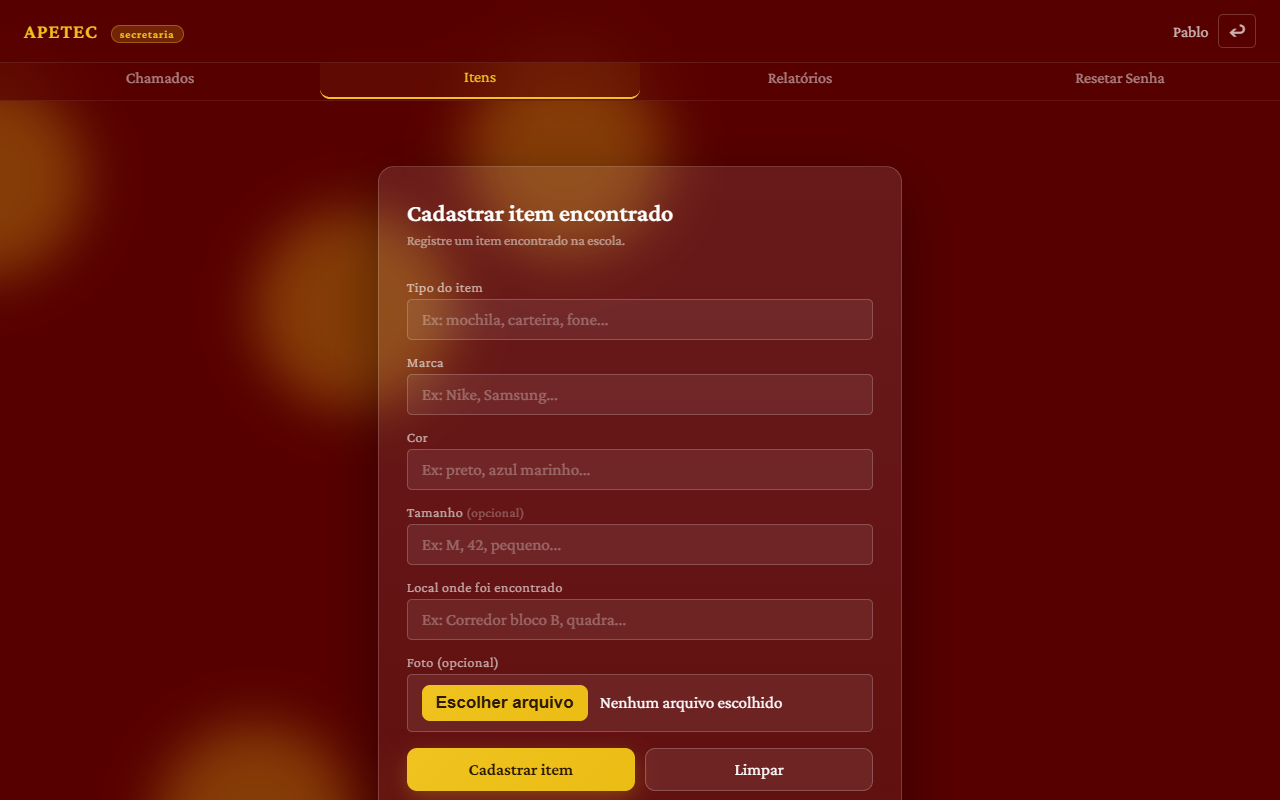 APETEC secretaria Pablo
Chamados Itens Relatórios Resetar Senha
Cadastrar item encontrado
Registre um item encontrado na escola.
Tipo do item
Ex: mochila, carteira, fone...
Marca
Ex: Nike, Samsung...
Cor
Ex: preto, azul marinho...
Tamanho (opcional)
Ex: M, 42, pequeno...
Local onde foi encontrado
Ex: Corredor bloco B, quadra...
Foto (opcional)
Escolher arquivo Nenhum arquivo escolhido
Cadastrar item Limpar